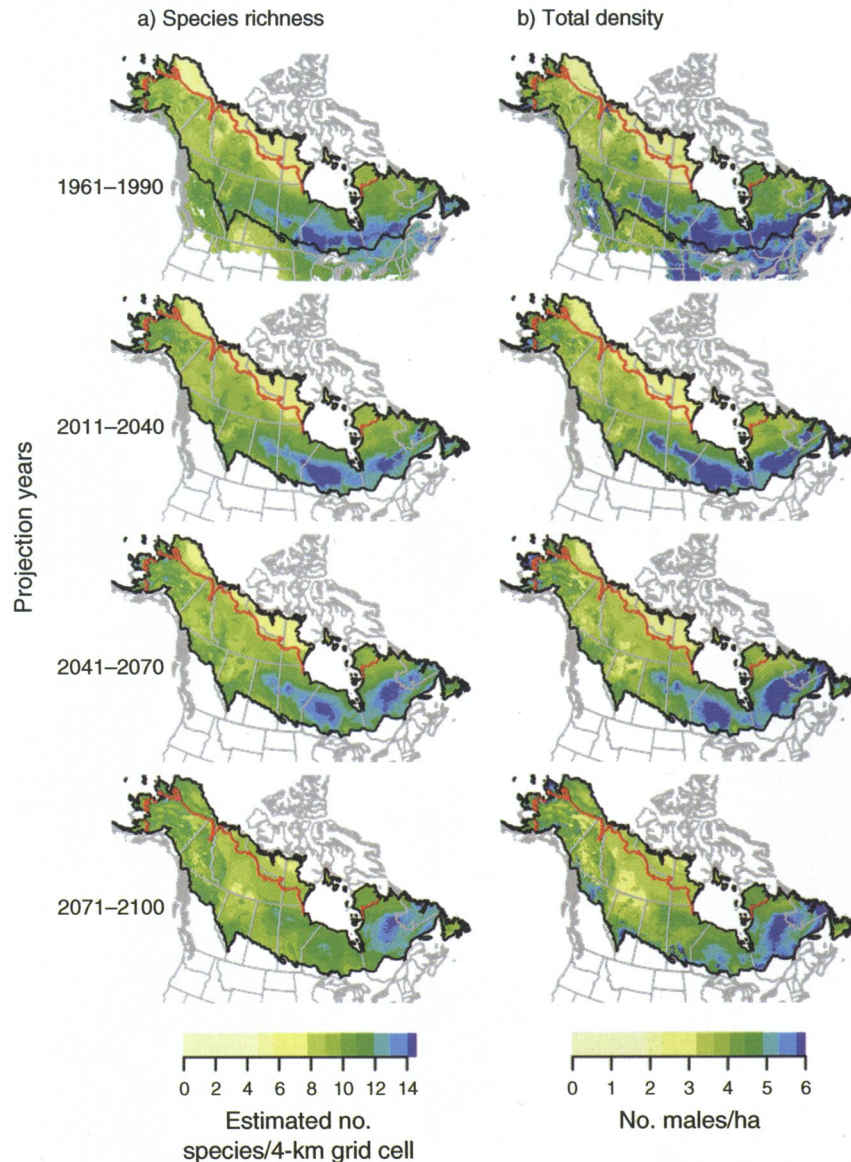 a) Species richness
b) Total density
Projection years
1961–1990
2011–2040
2041–2070
2071–2100
0 2 4 6 8 10 12 14
Estimated no.
species/4-km grid cell
0 1 2 3 4 5 6
No. males/ha